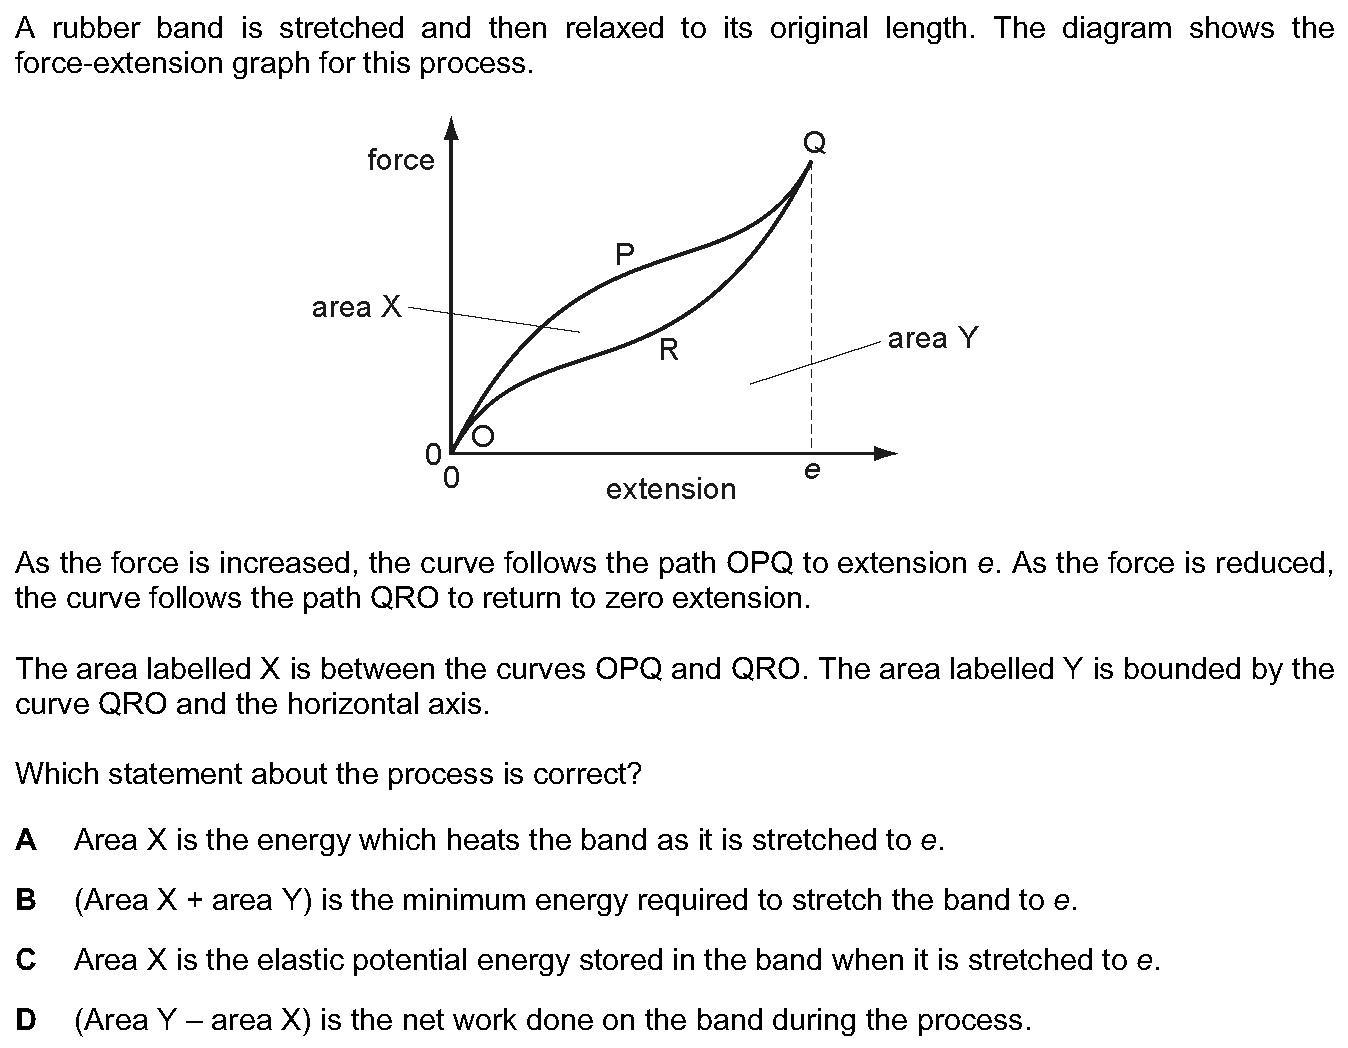 A rubber band is stretched and then relaxed to its original length. The diagram shows the
force-extension graph for this process.
Q
force
P
area X
area Y
R
O
0
0
e
extension
As the force is increased, the curve follows the path OPQ to extension e. As the force is reduced,
the curve follows the path QRO to return to zero extension.
The area labelled X is between the curves OPQ and QRO. The area labelled Y is bounded by the
curve QRO and the horizontal axis.
Which statement about the process is correct?
A Area X is the energy which heats the band as it is stretched to e.
B (Area X + area Y) is the minimum energy required to stretch the band to e.
C Area X is the elastic potential energy stored in the band when it is stretched to e.
D (Area Y – area X) is the net work done on the band during the process.